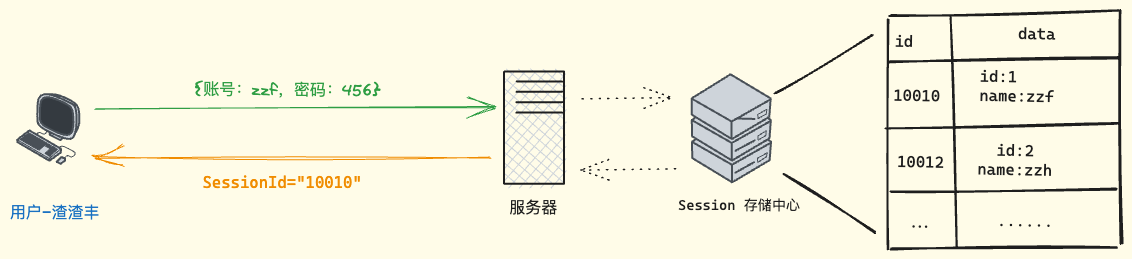 {账号: zzf, 密码: 456}
SessionId="10010"
用户-渣渣丰
服务器
Session 存储中心
id data
10010 id:1
name:zzf
10012 id:2
name:zzh
... ......